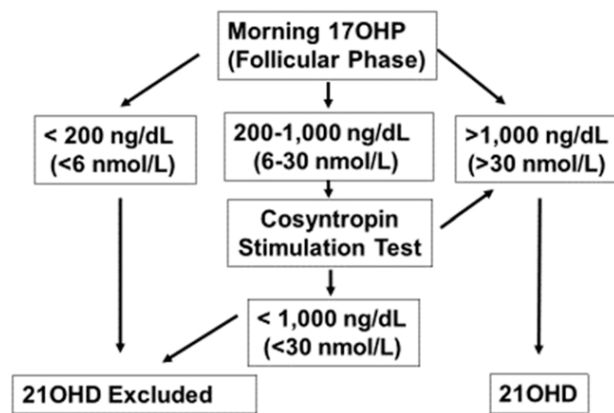 Morning 17OHP
(Follicular Phase)
< 200 ng/dL
(<6 nmol/L)
200-1,000 ng/dL
(6-30 nmol/L)
>1,000 ng/dL
(>30 nmol/L)
Cosyntropin
Stimulation Test
< 1,000 ng/dL
(<30 nmol/L)
21OHD Excluded
21OHD